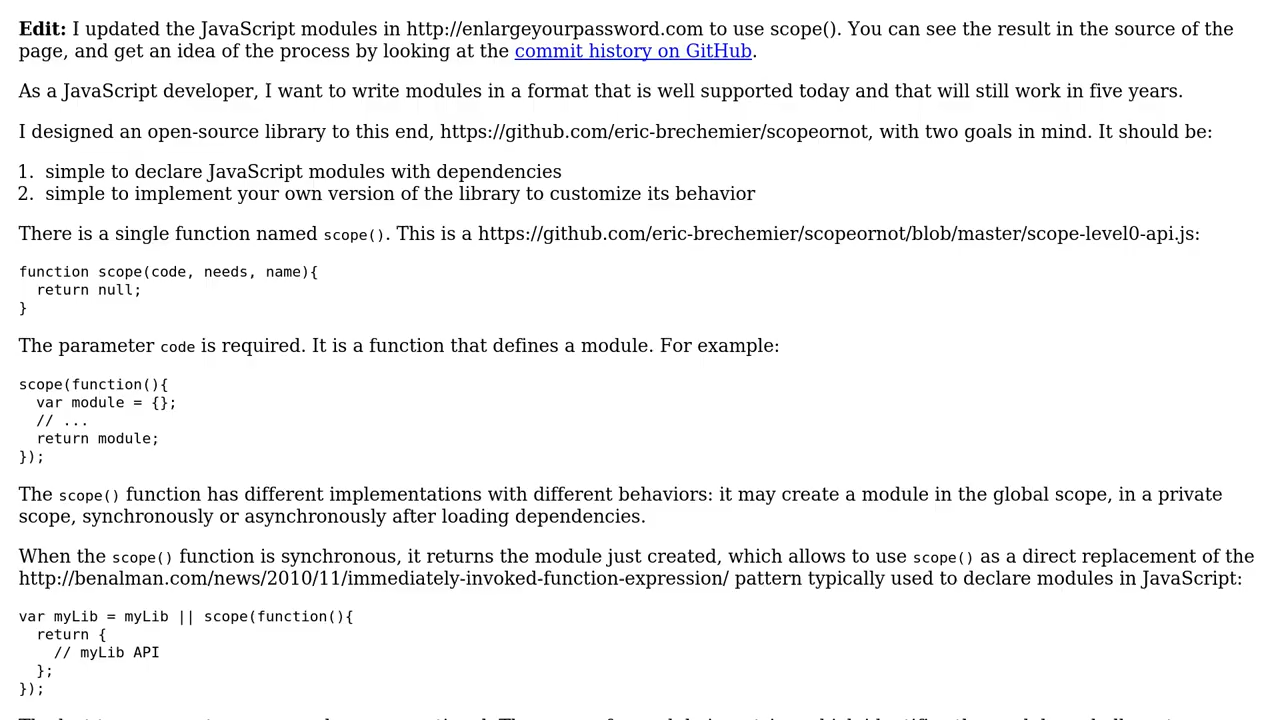 Edit: I updated the JavaScript modules in http://enlargeyourpassword.com to use scope(). You can see the result in the source of the
page, and get an idea of the process by looking at the commit history on GitHub.
As a JavaScript developer, I want to write modules in a format that is well supported today and that will still work in five years.
I designed an open-source library to this end, https://github.com/eric-brechemier/scopeornot, with two goals in mind. It should be:
1. simple to declare JavaScript modules with dependencies
2. simple to implement your own version of the library to customize its behavior
There is a single function named scope(). This is a https://github.com/eric-brechemier/scopeornot/blob/master/scope-level0-api.js:
function scope(code, needs, name){
  return null;
}
The parameter code is required. It is a function that defines a module. For example:
scope(function(){
  var module = {};
  // ...
  return module;
});
The scope() function has different implementations with different behaviors: it may create a module in the global scope, in a private
scope, synchronously or asynchronously after loading dependencies.
When the scope() function is synchronous, it returns the module just created, which allows to use scope() as a direct replacement of the
http://benalman.com/news/2010/11/immediately-invoked-function-expression/ pattern typically used to declare modules in JavaScript:
var myLib = myLib || scope(function(){
  return {
    // myLib API
  };
});